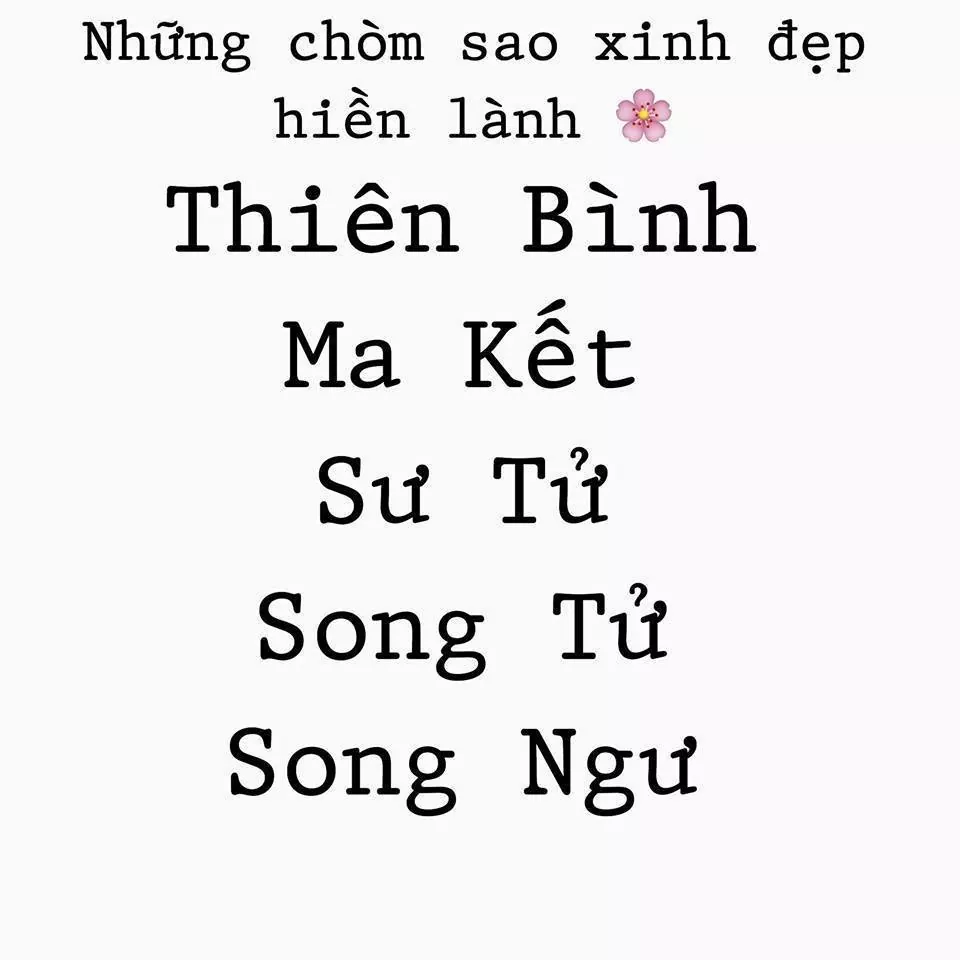 Những chòm sao xinh đẹp
hiền lành 🌸
Thiên Bình
Ma Kết
Sư Tử
Song Tử
Song Ngư